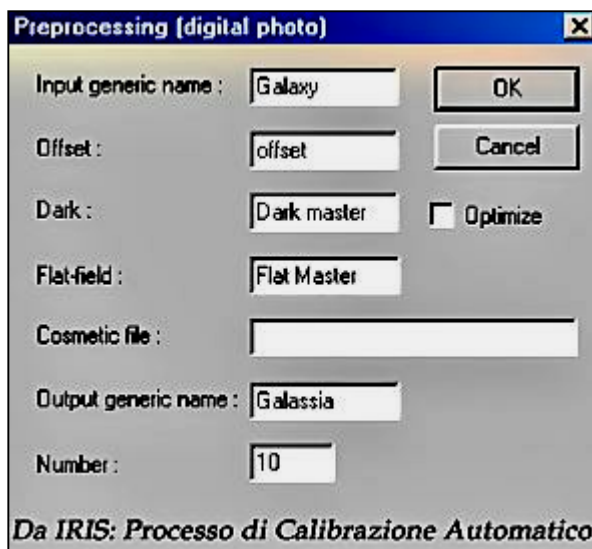 Preprocessing (digital photo)
Input generic name : Galaxy OK
Offset : offset Cancel
Dark : Dark master Optimize
Flat-field : Flat Master
Cosmetic file :
Output generic name : Galassia
Number : 10
Da IRIS: Processo di Calibrazione Automatico